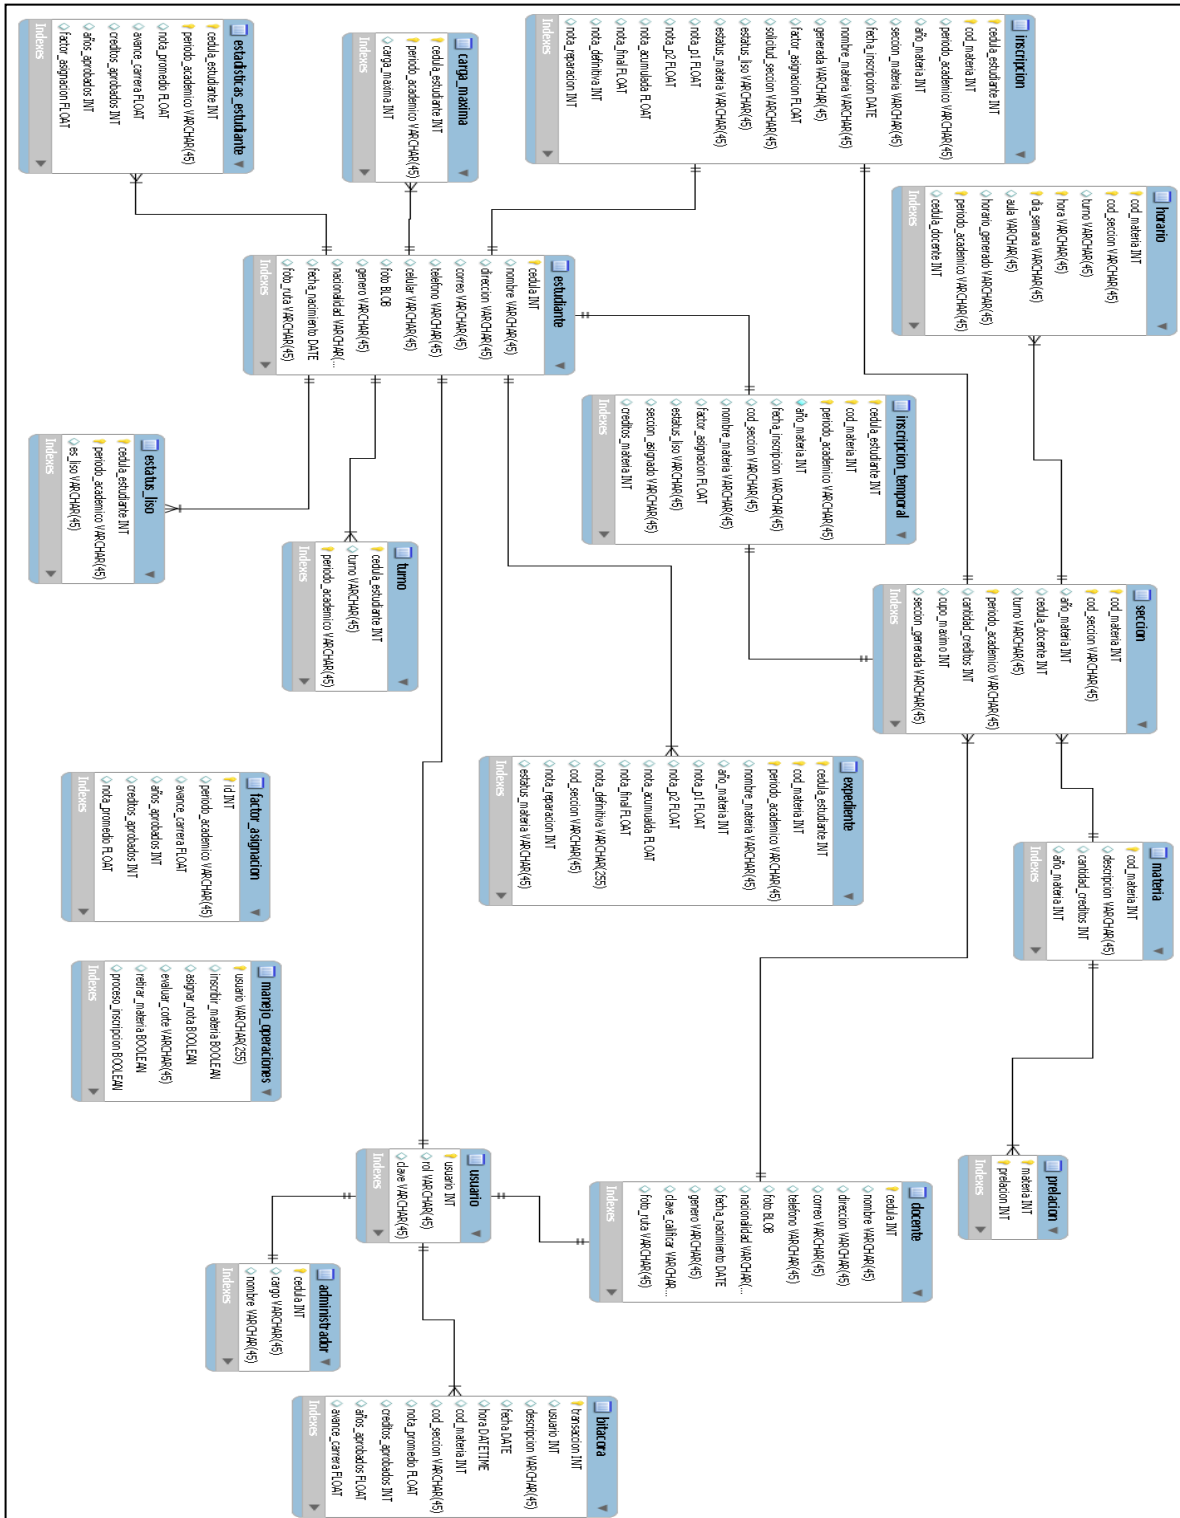 inscripcion
cedula_estudiante INT
cod_materia INT
periodo_academico VARCHAR(45)
año_materia INT
seccion_materia VARCHAR(45)
fecha_inscripcion DATE
nombre_materia VARCHAR(45)
generada VARCHAR(45)
factor_asignacion FLOAT
solicitud_seccion VARCHAR(45)
estatus_liso VARCHAR(45)
estatus_materia VARCHAR(45)
nota_p1 FLOAT
nota_p2 FLOAT
nota_acumulada FLOAT
nota_final FLOAT
nota_definitiva INT
nota_reparacion INT
Indexes
carga_maxima
cedula_estudiante INT
periodo_academico VARCHAR(45)
carga_maxima INT
Indexes
estadisticas_estudiante
cedula_estudiante INT
periodo_academico VARCHAR(45)
nota_promedio FLOAT
avance_carrera FLOAT
creditos_aprobados INT
años_aprobados INT
factor_asignacion FLOAT
Indexes
horario
cod_materia INT
cod_seccion VARCHAR(45)
turno VARCHAR(45)
hora VARCHAR(45)
dia_semana VARCHAR(45)
aula VARCHAR(45)
horario_generado VARCHAR(45)
periodo_academico VARCHAR(45)
cedula_docente INT
Indexes
estudiante
cedula INT
nombre VARCHAR(45)
direccion VARCHAR(45)
correo VARCHAR(45)
telefono VARCHAR(45)
celular VARCHAR(45)
foto BLOB
genero VARCHAR(45)
nacionalidad VARCHAR(...
fecha_nacimiento DATE
foto_ruta VARCHAR(45)
Indexes
inscripcion_temporal
cedula_estudiante INT
cod_materia INT
periodo_academico VARCHAR(45)
año_materia INT
fecha_inscripcion VARCHAR(45)
cod_seccion VARCHAR(45)
nombre_materia VARCHAR(45)
factor_asignacion FLOAT
estatus_liso VARCHAR(45)
seccion_asignado VARCHAR(45)
creditos_materia INT
Indexes
estatus_liso
cedula_estudiante INT
periodo_academico VARCHAR(45)
es_liso VARCHAR(45)
Indexes
turno
cedula_estudiante INT
turno VARCHAR(45)
periodo_academico VARCHAR(45)
Indexes
seccion
cod_materia INT
cod_seccion VARCHAR(45)
año_materia INT
cedula_docente INT
turno VARCHAR(45)
periodo_academico VARCHAR(45)
cantidad_creditos INT
cupo_maximo INT
seccion_generada VARCHAR(45)
Indexes
expediente
cedula_estudiante INT
cod_materia INT
periodo_academico VARCHAR(45)
nombre_materia VARCHAR(45)
año_materia INT
nota_p1 FLOAT
nota_p2 FLOAT
nota_acumualda FLOAT
nota_final FLOAT
nota_definitiva VARCHAR(255)
cod_seccion VARCHAR(45)
nota_reparacion INT
estatus_materia VARCHAR(45)
Indexes
factor_asignacion
id INT
periodo_academico VARCHAR(45)
avance_carrera FLOAT
años_aprobados INT
creditos_aprobados INT
nota_promedio FLOAT
Indexes
materia
cod_materia INT
descripcion VARCHAR(45)
cantidad_creditos INT
año_materia INT
Indexes
manejo_operaciones
usuario VARCHAR(255)
inscribir_materia BOOLEAN
asignar_nota BOOLEAN
evaluar_corte VARCHAR(45)
retirar_materia BOOLEAN
proceso_inscripcion BOOLEAN
Indexes
prelacion
materia INT
prelacion INT
Indexes
usuario
usuario INT
rol VARCHAR(45)
clave VARCHAR(45)
Indexes
docente
cedula INT
nombre VARCHAR(45)
direccion VARCHAR(45)
correo VARCHAR(45)
telefono VARCHAR(45)
foto BLOB
nacionalidad VARCHAR(...
fecha_nacimiento DATE
genero VARCHAR(45)
clave_calificar VARCHAR...
foto_ruta VARCHAR(45)
Indexes
administrador
cedula INT
cargo VARCHAR(45)
nombre VARCHAR(45)
Indexes
bitacora
transaccion INT
usuario INT
descripcion VARCHAR(45)
fecha DATE
hora DATETIME
cod_materia INT
cod_seccion VARCHAR(45)
nota_promedio FLOAT
creditos_aprobados INT
años_aprobados FLOAT
avance_carrera FLOAT
Indexes